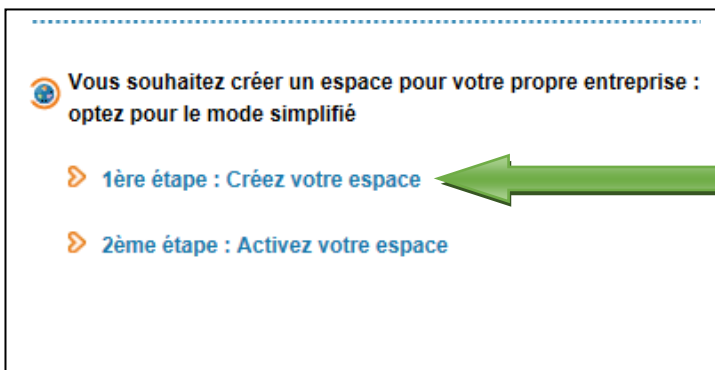 Vous souhaitez créer un espace pour votre propre entreprise :
optez pour le mode simplifié
1ère étape : Créez votre espace
2ème étape : Activez votre espace